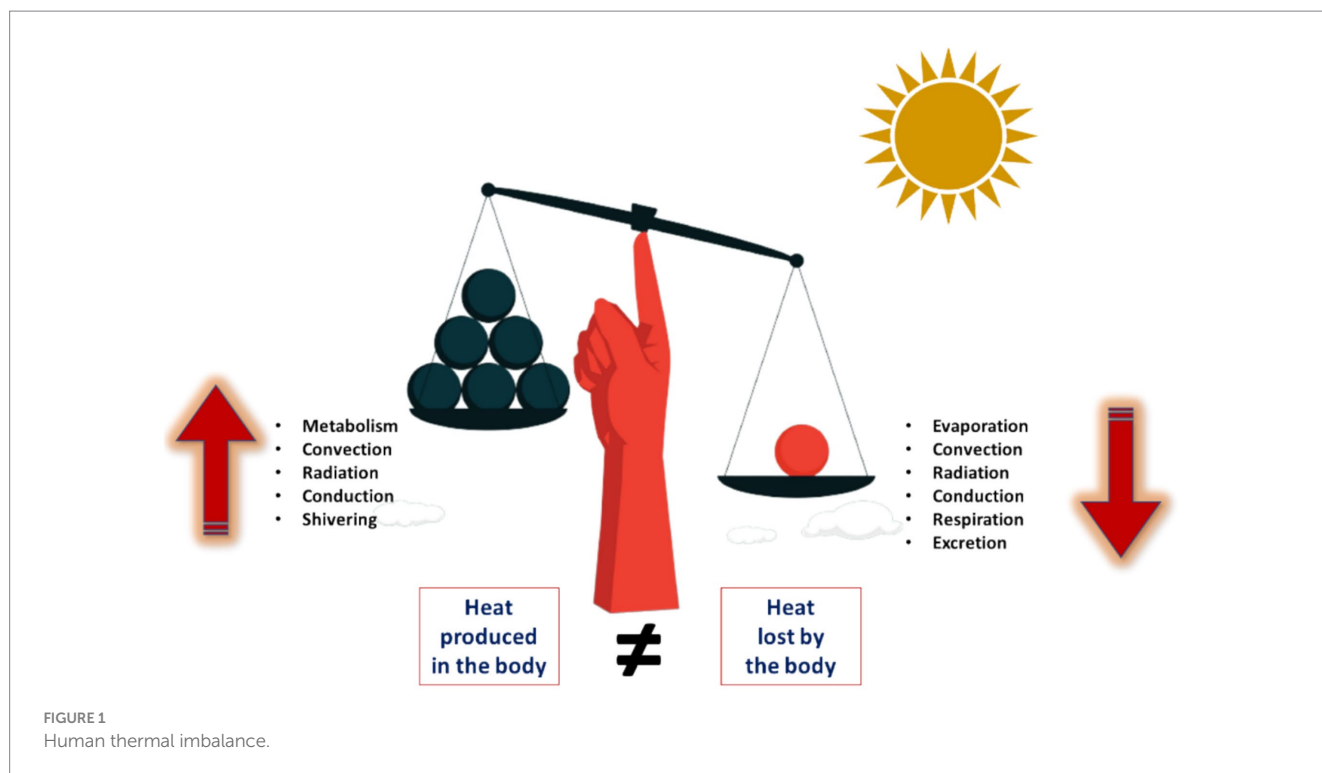 • Metabolism
• Convection
• Radiation
• Conduction
• Shivering
• Evaporation
• Convection
• Radiation
• Conduction
• Respiration
• Excretion
Heat
produced
in the body
≠
Heat
lost by
the body
FIGURE 1
Human thermal imbalance.